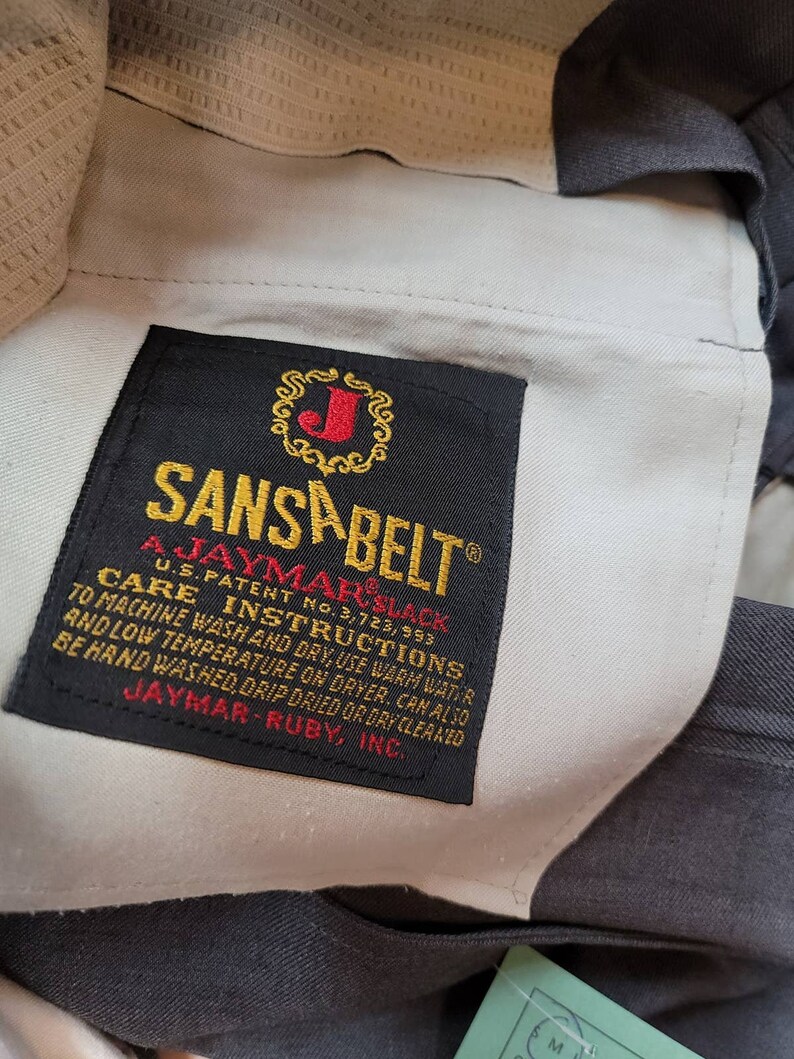 J
SANSABELT®
A JAYMAR® SLACK
U.S. PATENT No. 3,723,993
CARE INSTRUCTIONS
TO MACHINE WASH AND DRY, USE WARM WATER
AND LOW TEMPERATURE ON DRYER. CAN ALSO
BE HAND WASHED, DRIP DRIED OR DRY CLEANED
JAYMAR-RUBY, INC.